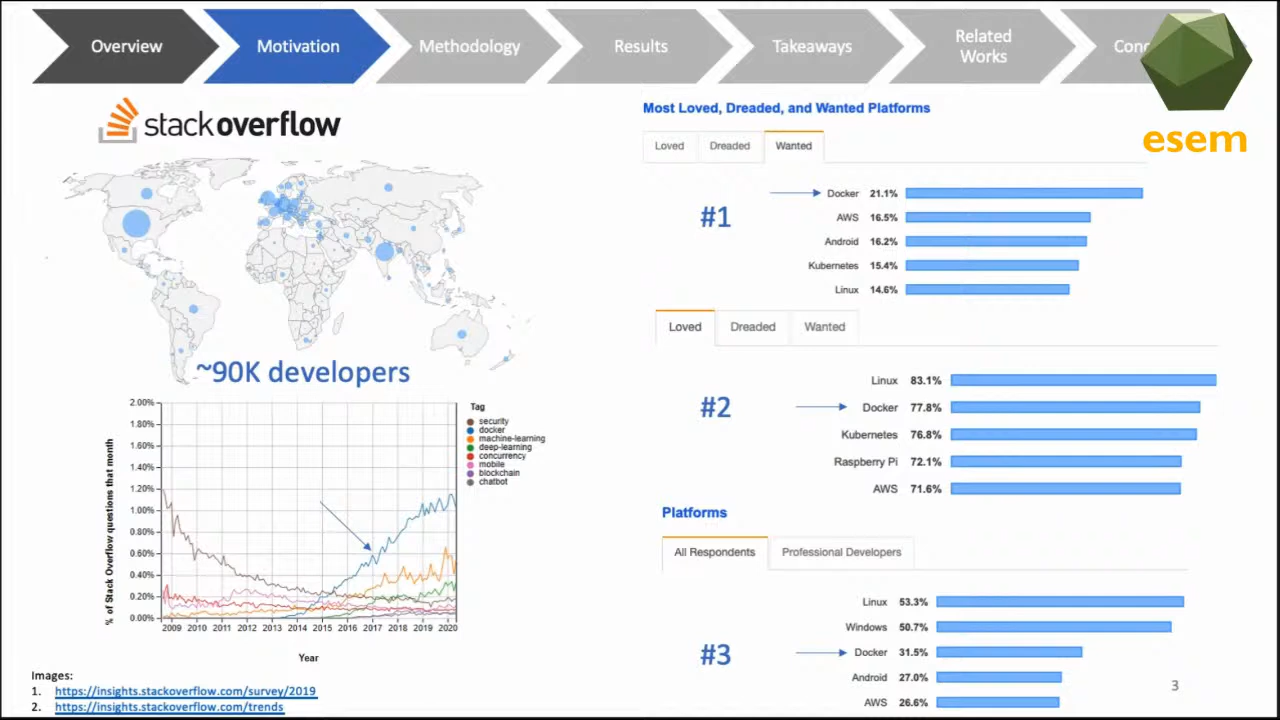 Overview
Motivation
Methodology
Results
Takeaways
Related
Works
Conc
esem
stackoverflow
~90K developers
2.00%
1.80%
1.60%
1.40%
1.20%
1.00%
0.80%
0.60%
0.40%
0.20%
0.00%
% of Stack Overflow questions that month
2009 2010 2011 2012 2013 2014 2015 2016 2017 2018 2019 2020
Year
Tag
security
docker
machine-learning
deep-learning
concurrency
mobile
blockchain
chatbot
Images:
1. https://insights.stackoverflow.com/survey/2019
2. https://insights.stackoverflow.com/trends
Most Loved, Dreaded, and Wanted Platforms
Loved Dreaded Wanted
#1
Docker 21.1%
AWS 16.5%
Android 16.2%
Kubernetes 15.4%
Linux 14.6%
Loved Dreaded Wanted
#2
Linux 83.1%
Docker 77.8%
Kubernetes 76.8%
Raspberry Pi 72.1%
AWS 71.6%
Platforms
All Respondents Professional Developers
#3
Linux 53.3%
Windows 50.7%
Docker 31.5%
Android 27.0%
AWS 26.6%
3